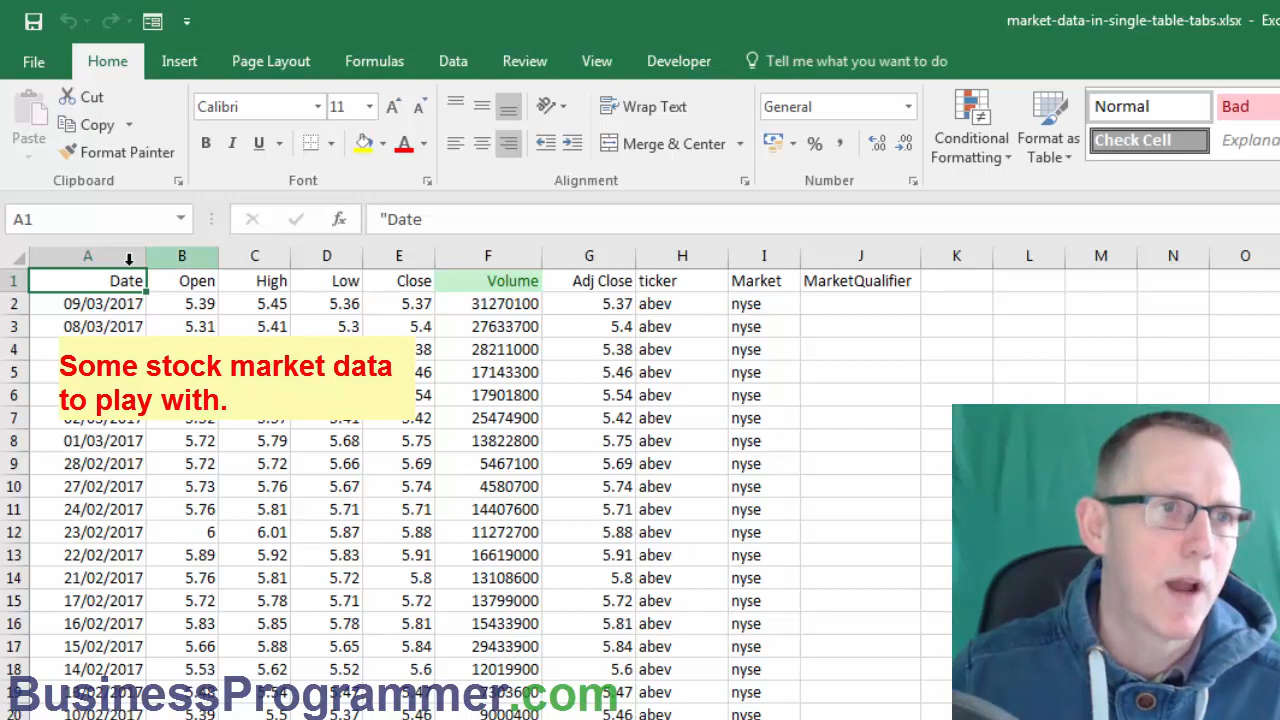 market-data-in-single-table-tabs.xlsx - Exc
File Home Insert Page Layout Formulas Data Review View Developer Tell me what you want to do
Cut
Copy
Paste
Format Painter
Clipboard
Calibri 11
B I U
Font
Wrap Text
Merge & Center
Alignment
General
Number
Conditional Formatting
Format as Table
Normal Bad
Check Cell Explana
A1 "Date
A B C D E F G H I J K L M N O
1 Date Open High Low Close Volume Adj Close ticker Market MarketQualifier
2 09/03/2017 5.39 5.45 5.36 5.37 31270100 5.37 abev nyse
3 08/03/2017 5.31 5.41 5.3 5.4 27633700 5.4 abev nyse
4 38 28211000 5.38 abev nyse
Some stock market data
5 46 17143300 5.46 abev nyse
to play with.
6 54 17901800 5.54 abev nyse
7 .42 25474900 5.42 abev nyse
8 01/03/2017 5.72 5.79 5.68 5.75 13822800 5.75 abev nyse
9 28/02/2017 5.72 5.72 5.66 5.69 5467100 5.69 abev nyse
10 27/02/2017 5.73 5.76 5.67 5.74 4580700 5.74 abev nyse
11 24/02/2017 5.76 5.81 5.71 5.71 14407600 5.71 abev nyse
12 23/02/2017 6 6.01 5.87 5.88 11272700 5.88 abev nyse
13 22/02/2017 5.89 5.92 5.83 5.91 16619000 5.91 abev nyse
14 21/02/2017 5.76 5.81 5.72 5.8 13108600 5.8 abev nyse
15 17/02/2017 5.72 5.78 5.71 5.72 13799000 5.72 abev nyse
16 16/02/2017 5.83 5.85 5.78 5.81 15433900 5.81 abev nyse
17 15/02/2017 5.66 5.88 5.65 5.84 29433900 5.84 abev nyse
18 14/02/2017 5.53 5.62 5.52 5.6 12019900 5.6 abev nyse
19 13/02/2017 5.48 5.54 5.47 5.47 7303600 5.47 abev nyse
BusinessProgrammer.com
20 10/02/2017 5.39 5.5 5.39 5.46 9000400 5.46 abev nyse